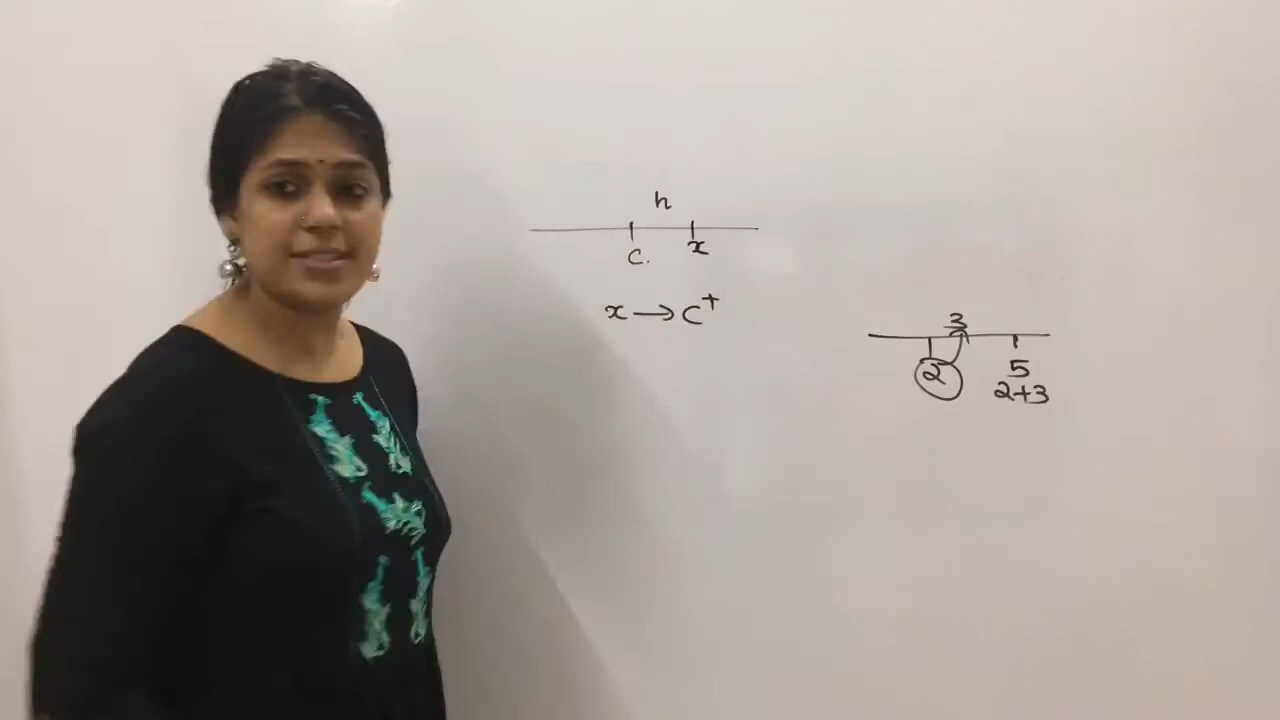 h
c. x
x → c⁺
3
2 5
2+3